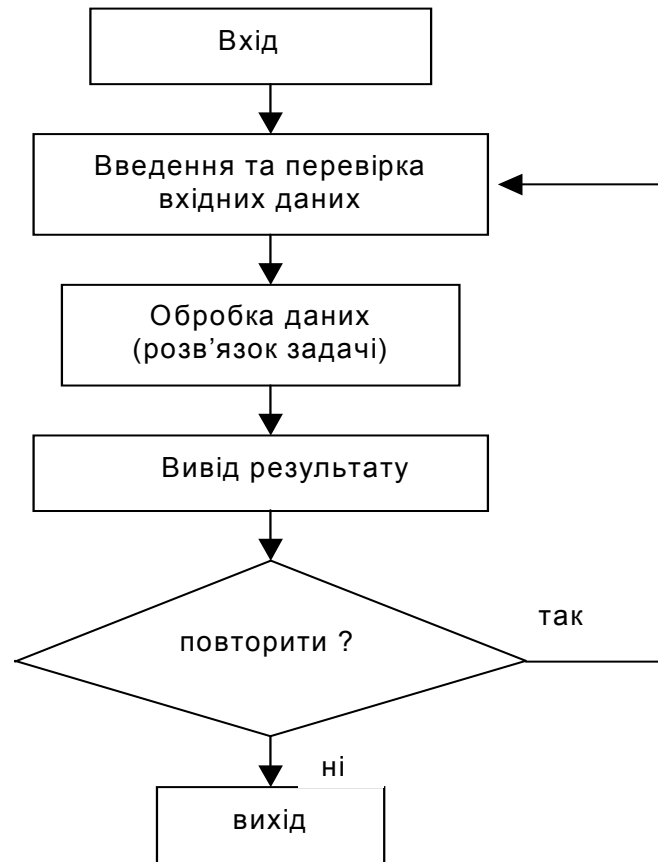 Вхід
Введення та перевірка
вхідних даних
Обробка даних
(розв’язок задачі)
Вивід результату
повторити ?
так
ні
вихід